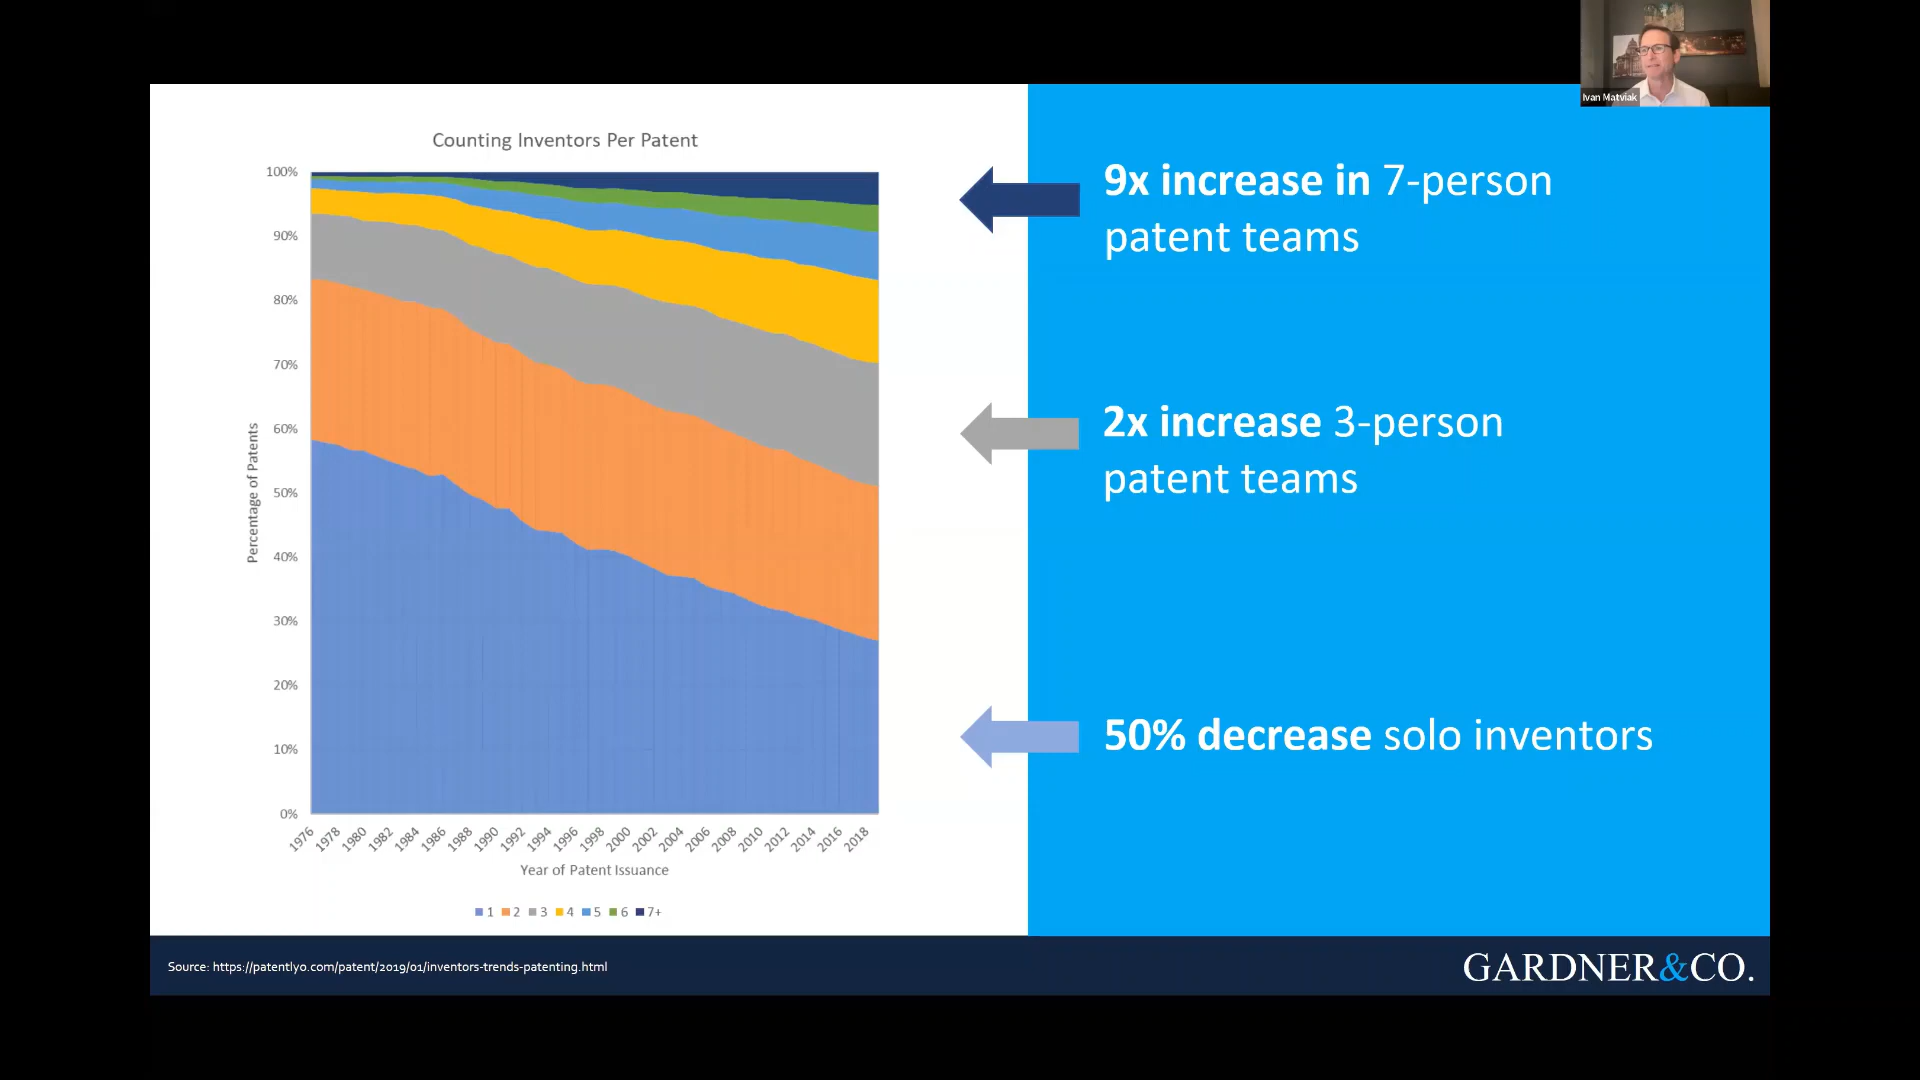 Ivan Matviak
Counting Inventors Per Patent
100%
90%
80%
70%
60%
50%
40%
30%
20%
10%
0%
Percentage of Patents
1976 1978 1980 1982 1984 1986 1988 1990 1992 1994 1996 1998 2000 2002 2004 2006 2008 2010 2012 2014 2016 2018
Year of Patent Issuance
1 2 3 4 5 6 7+
9x increase in 7-person
patent teams
2x increase 3-person
patent teams
50% decrease solo inventors
Source: https://patentlyo.com/patent/2019/01/inventors-trends-patenting.html
GARDNER&CO.